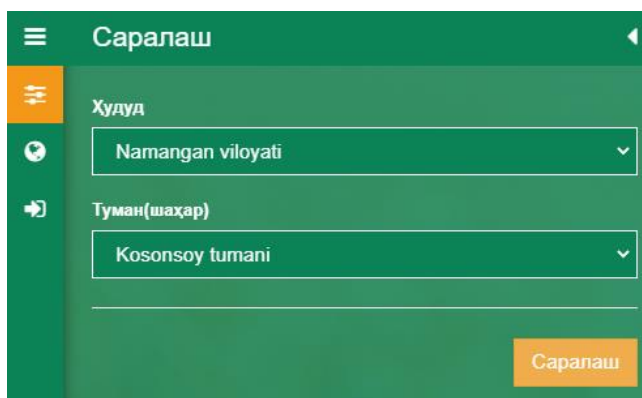 Саралаш
Ҳудуд
Namangan viloyati
Туман(шаҳар)
Kosonsoy tumani
Саралаш